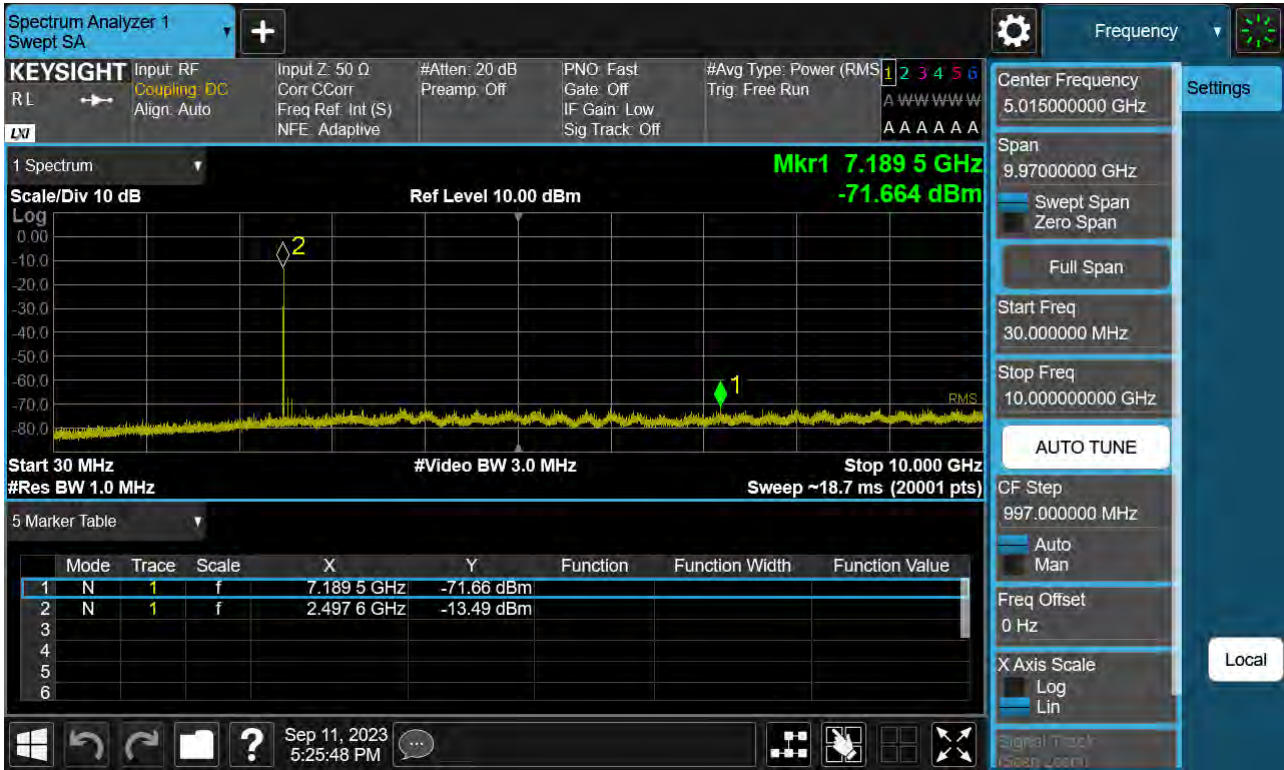 Spectrum Analyzer 1
Swept SA
Frequency
KEYSIGHT
RL
LXI
Input: RF
Coupling: DC
Align: Auto
Input Z: 50 Ω
Corr CCorr
Freq Ref: Int (S)
NFE: Adaptive
#Atten: 20 dB
Preamp: Off
PNO: Fast
Gate: Off
IF Gain: Low
Sig Track: Off
#Avg Type: Power (RMS
Trig: Free Run
1 2 3 4 5 6
A W W W W W
A A A A A A
Center Frequency
5.015000000 GHz
Settings
Span
9.97000000 GHz
Swept Span
Zero Span
Full Span
Start Freq
30.000000 MHz
Stop Freq
10.000000000 GHz
AUTO TUNE
CF Step
997.000000 MHz
Auto
Man
Freq Offset
0 Hz
X Axis Scale
Log
Lin
Signal Track
(Span Zoom)
Local
1 Spectrum
Scale/Div 10 dB
Ref Level 10.00 dBm
Mkr1 7.189 5 GHz
-71.664 dBm
Log
0.00
-10.0
-20.0
-30.0
-40.0
-50.0
-60.0
-70.0
-80.0
2
1
RMS
Start 30 MHz
#Video BW 3.0 MHz
Stop 10.000 GHz
#Res BW 1.0 MHz
Sweep ~18.7 ms (20001 pts)
5 Marker Table
Mode Trace Scale X Y Function Function Width Function Value
1 N 1 f 7.189 5 GHz -71.66 dBm
2 N 1 f 2.497 6 GHz -13.49 dBm
3
4
5
6
Sep 11, 2023
5:25:48 PM